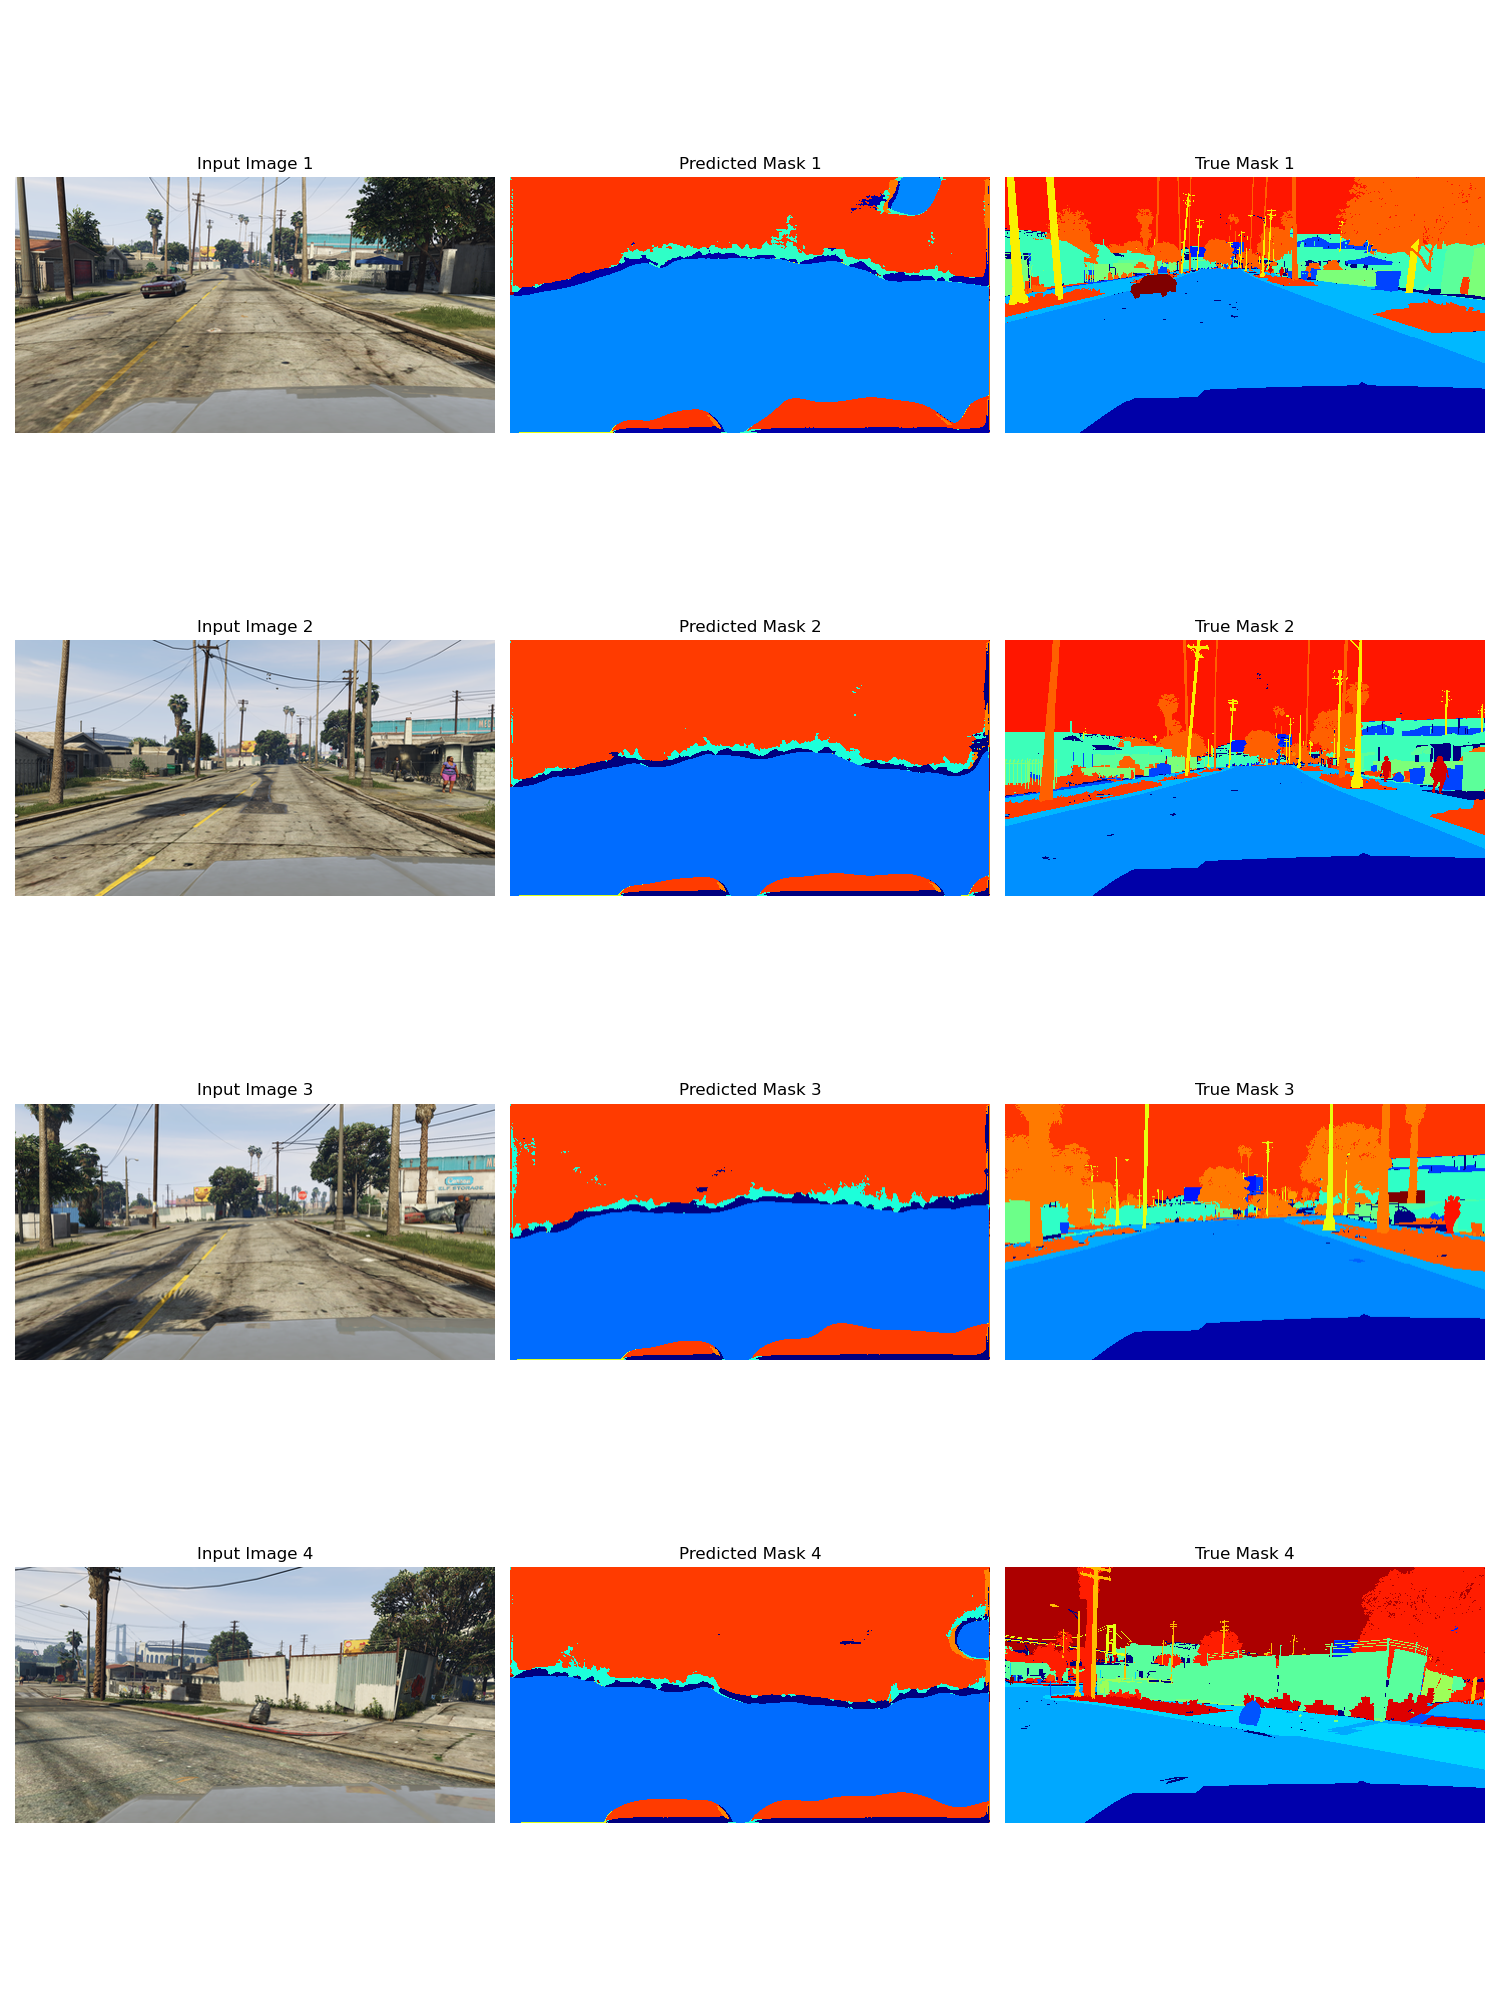 Input Image 1
Predicted Mask 1
True Mask 1
Input Image 2
Predicted Mask 2
True Mask 2
Input Image 3
Predicted Mask 3
True Mask 3
Input Image 4
Predicted Mask 4
True Mask 4